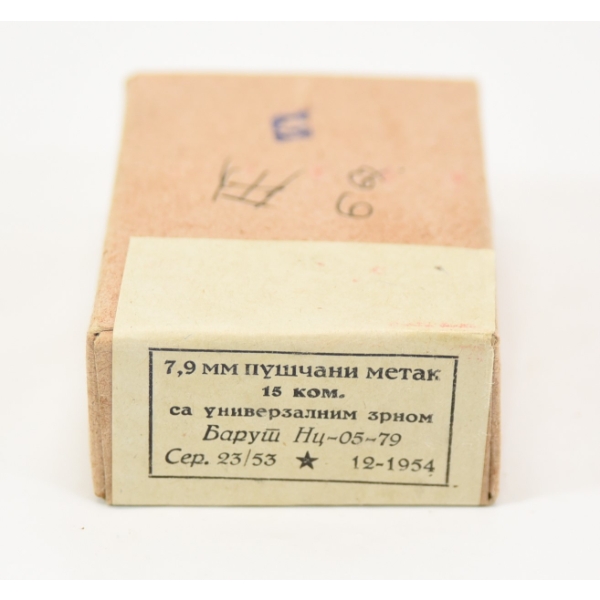 7,9 мм пушчани метак
15 ком.
са универзалним зрном
Барут Нц-05-79
Сер. 23/53 ★ 12-1954